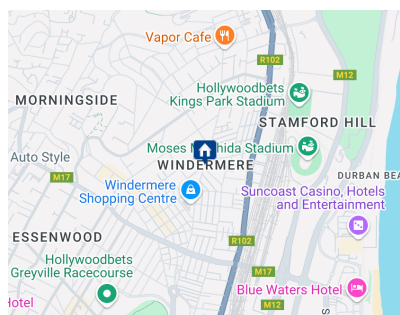 Vapor Cafe
R102
M12
Hollywoodbets
Kings Park Stadium
MORNINGSIDE
STAMFORD HILL
Auto Style
Moses M hida Stadium
WINDERMERE
M17
Windermere
Shopping Centre
DURBAN BEA
Suncoast Casino, Hotels
and Entertainment
ESSENWOOD
R102
Hollywoodbets
Greyville Racecourse
M17
Hotel
Blue Waters Hotel
M12